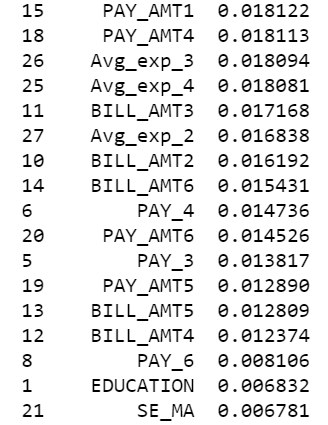 15 PAY_AMT1 0.018122
18 PAY_AMT4 0.018113
26 Avg_exp_3 0.018094
25 Avg_exp_4 0.018081
11 BILL_AMT3 0.017168
27 Avg_exp_2 0.016838
10 BILL_AMT2 0.016192
14 BILL_AMT6 0.015431
6 PAY_4 0.014736
20 PAY_AMT6 0.014526
5 PAY_3 0.013817
19 PAY_AMT5 0.012890
13 BILL_AMT5 0.012809
12 BILL_AMT4 0.012374
8 PAY_6 0.008106
1 EDUCATION 0.006832
21 SE_MA 0.006781